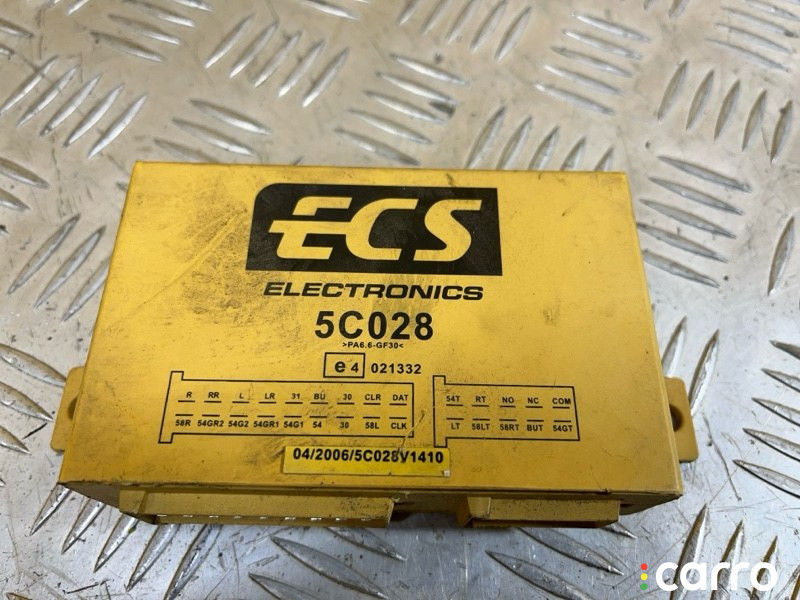 ECS
ELECTRONICS
5C028
>PA6.6-GF30<
e4 021332
R RR L LR 31 BU 30 CLR DAT
58R 54GR2 54G2 54GR1 54G1 54 30 58L CLK
54T RT NO NC COM
LT 58LT 58RT BUT 54GT
04/2006/5C028V1410
carro